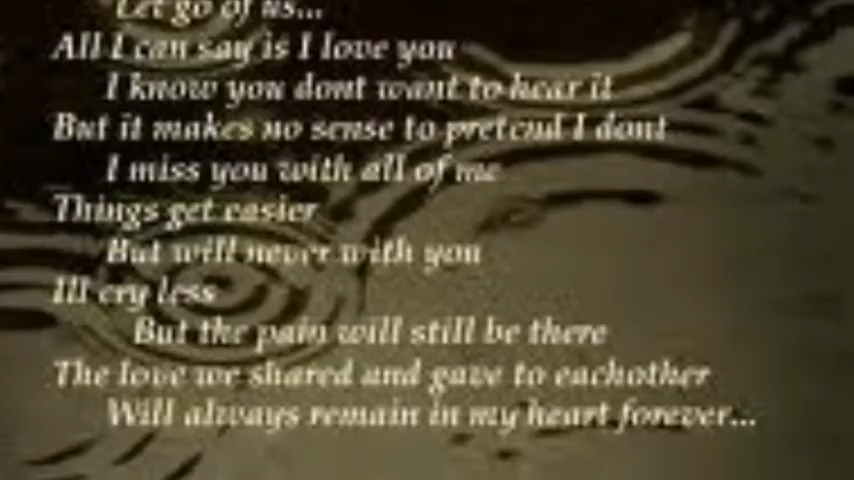 Let go of us...
All I can say is I love you
I know you dont want to hear it
But it makes no sense to pretend I dont
I miss you with all of me
Things get easier
But will never with you
Ill cry less
But the pain will still be there
The love we shared and gave to eachother
Will always remain in my heart forever...